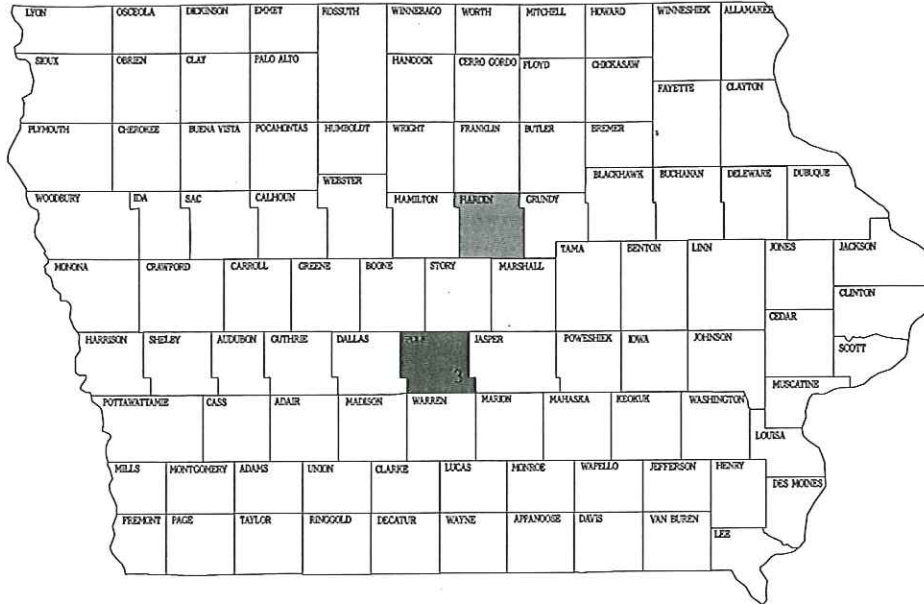 LYON OSCEOLA DICKINSON EMMET KOSSUTH WINNEBAGO WORTH MITCHELL HOWARD WINNESHIEK ALLAMAKEE
SIOUX OBRIEN CLAY PALO ALTO HANCOCK CERRO GORDO FLOYD CHICKASAW
FAYETTE CLAYTON
PLYMOUTH CHEROKEE BUENA VISTA POCAHONTAS HUMBOLDT WRIGHT FRANKLIN BUTLER BREMER
WEBSTER BLACKHAWK BUCHANAN DELEWARE DUBUQUE
WOODBURY IDA SAC CALHOUN HAMILTON HARDIN GRUNDY
TAMA BENTON LINN JONES JACKSON
MONONA CRAWFORD CARROLL GREENE BOONE STORY MARSHALL
CLINTON
CEDAR
HARRISON SHELBY AUDUBON GUTHRIE DALLAS POLK JASPER POWESHIEK IOWA JOHNSON
SCOTT
3
MUSCATINE
POTTAWATTAMIE CASS ADAIR MADISON WARREN MARION MAHASKA KEOKUK WASHINGTON
LOUISA
MILLS MONTGOMERY ADAMS UNION CLARKE LUCAS MONROE WAPELLO JEFFERSON HENRY
DES MOINES
FREMONT PAGE TAYLOR RINGGOLD DECATUR WAYNE APPANOOSE DAVIS VAN BUREN
LEE